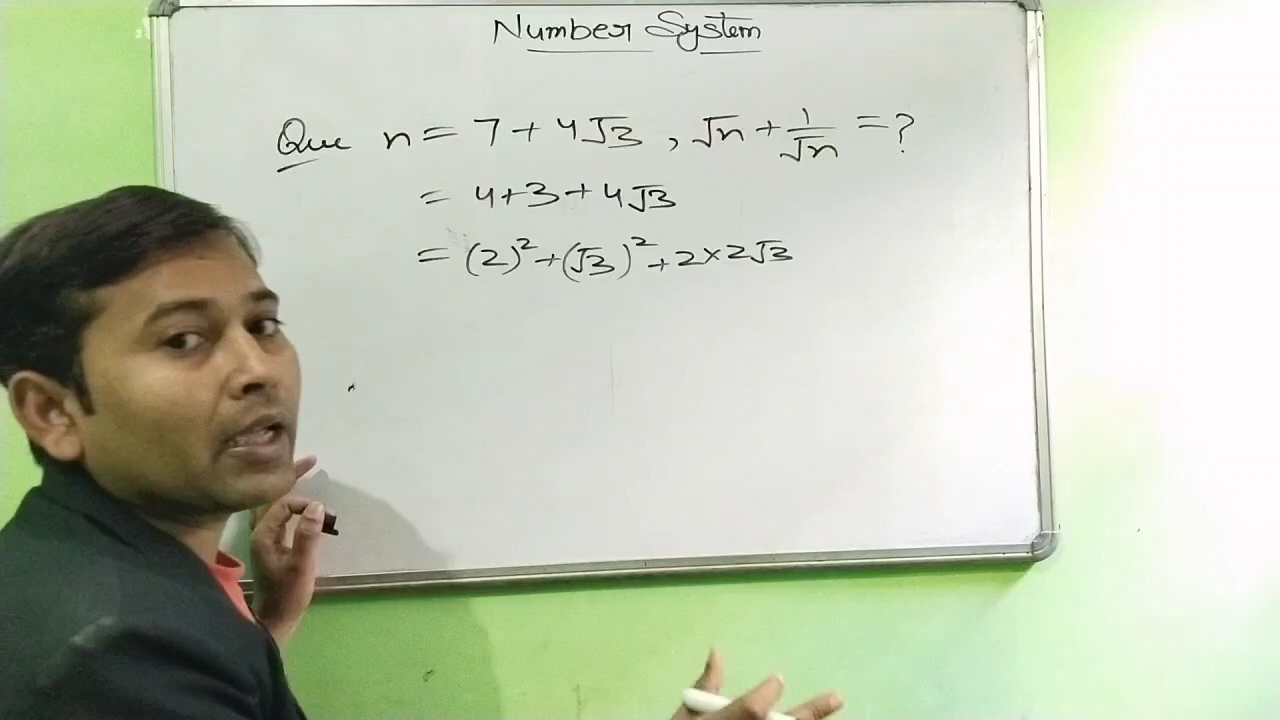 Number System
Que n = 7 + 4√3 , √n + 1/√n = ?
= 4+3+4√3
= (2)² + (√3)² + 2×2√3